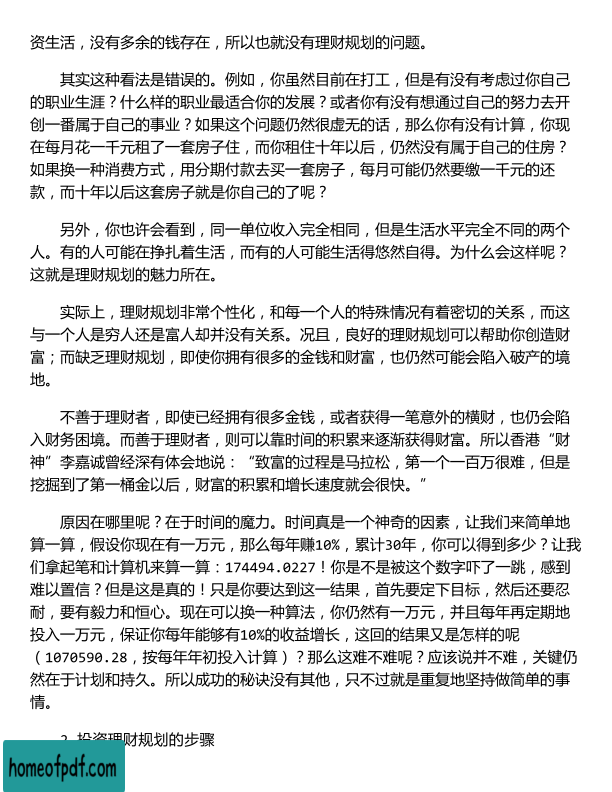 资生活，没有多余的钱存在，所以也就没有理财规划的问题。
其实这种看法是错误的。例如，你虽然目前在打工，但是有没有考虑过你自己
的职业生涯？什么样的职业最适合你的发展？或者你有没有想通过自己的努力去开
创一番属于自己的事业？如果这个问题仍然很虚无的话，那么你有没有计算，你现
在每月花一千元租了一套房子住，而你租住十年以后，仍然没有属于自己的住房？
如果换一种消费方式，用分期付款去买一套房子，每月可能仍然要缴一千元的还
款，而十年以后这套房子就是你自己的了呢？
另外，你也许会看到，同一单位收入完全相同，但是生活水平完全不同的两个
人。有的人可能在挣扎着生活，而有的人可能生活得悠然自得。为什么会这样呢？
这就是理财规划的魅力所在。
实际上，理财规划非常个性化，和每一个人的特殊情况有着密切的关系，而这
与一个人是穷人还是富人却并没有关系。况且，良好的理财规划可以帮助你创造财
富；而缺乏理财规划，即使你拥有很多的金钱和财富，也仍然可能会陷入破产的境
地。
不善于理财者，即使已经拥有很多金钱，或者获得一笔意外的横财，也仍会陷
入财务困境。而善于理财者，则可以靠时间的积累来逐渐获得财富。所以香港“财
神”李嘉诚曾经深有体会地说：“致富的过程是马拉松，第一个一百万很难，但是
挖掘到了第一桶金以后，财富的积累和增长速度就会很快。”
原因在哪里呢？在于时间的魔力。时间真是一个神奇的因素，让我们来简单地
算一算，假设你现在有一万元，那么每年赚10%，累计30年，你可以得到多少？让我
们拿起笔和计算机来算一算：174494.0227！你是不是被这个数字吓了一跳，感到
难以置信？但是这是真的！只是你要达到这一结果，首先要定下目标，然后还要忍
耐，要有毅力和恒心。现在可以换一种算法，你仍然有一万元，并且每年再定期地
投入一万元，保证你每年能够有10%的收益增长，这回的结果又是怎样的呢
（1070590.28，按每年年初投入计算）？那么这难不难呢？应该说并不难，关键仍
然在于计划和持久。所以成功的秘诀没有其他，只不过就是重复地坚持做简单的事
情。
2 投资理财规划的步骤
homeofpdf.com